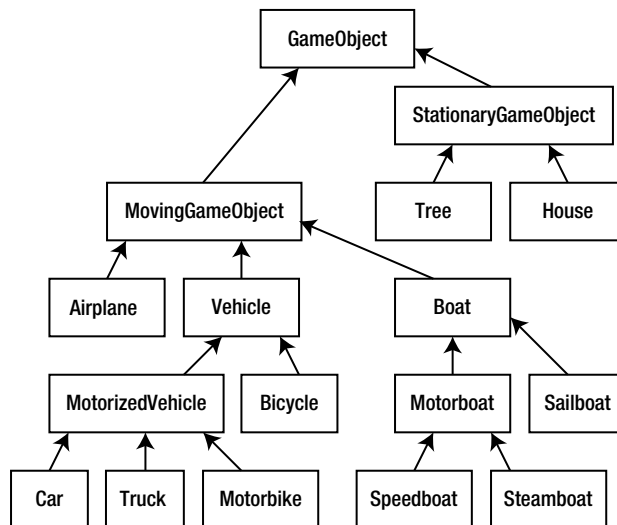 GameObject
StationaryGameObject
MovingGameObject
Tree
House
Airplane
Vehicle
Boat
MotorizedVehicle
Bicycle
Motorboat
Sailboat
Car
Truck
Motorbike
Speedboat
Steamboat